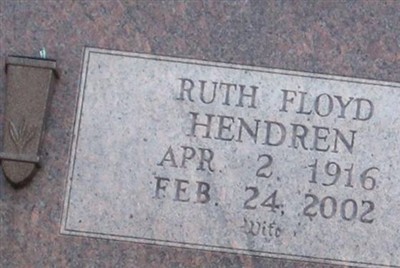 RUTH FLOYD
HENDREN
APR. 2, 1916
FEB. 24, 2002
Wife